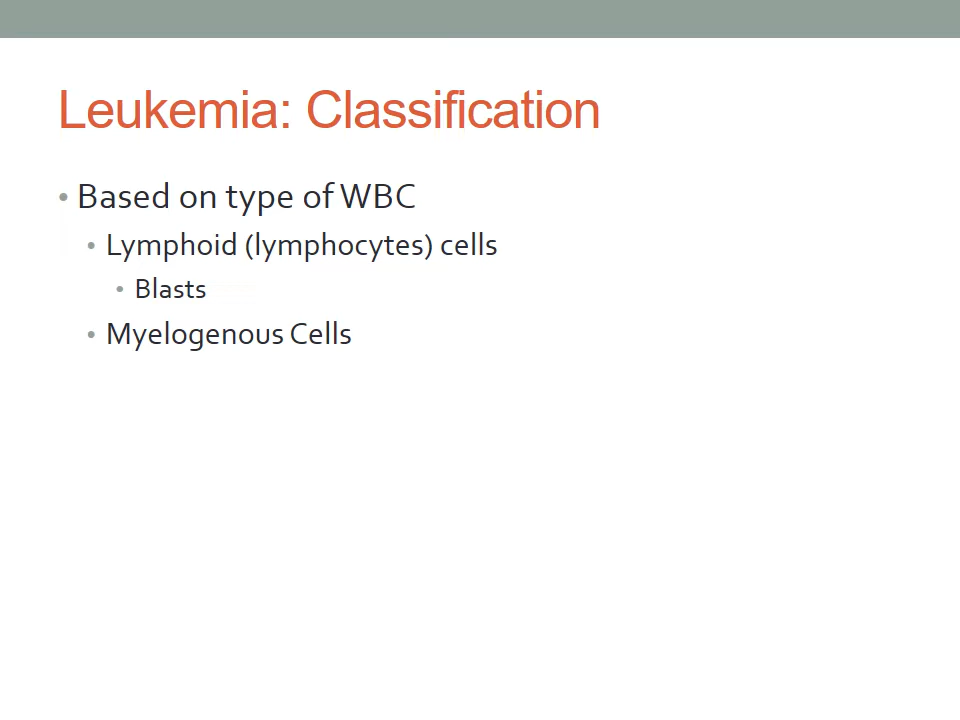 Leukemia: Classification
• Based on type of WBC
• Lymphoid (lymphocytes) cells
• Blasts
• Myelogenous Cells